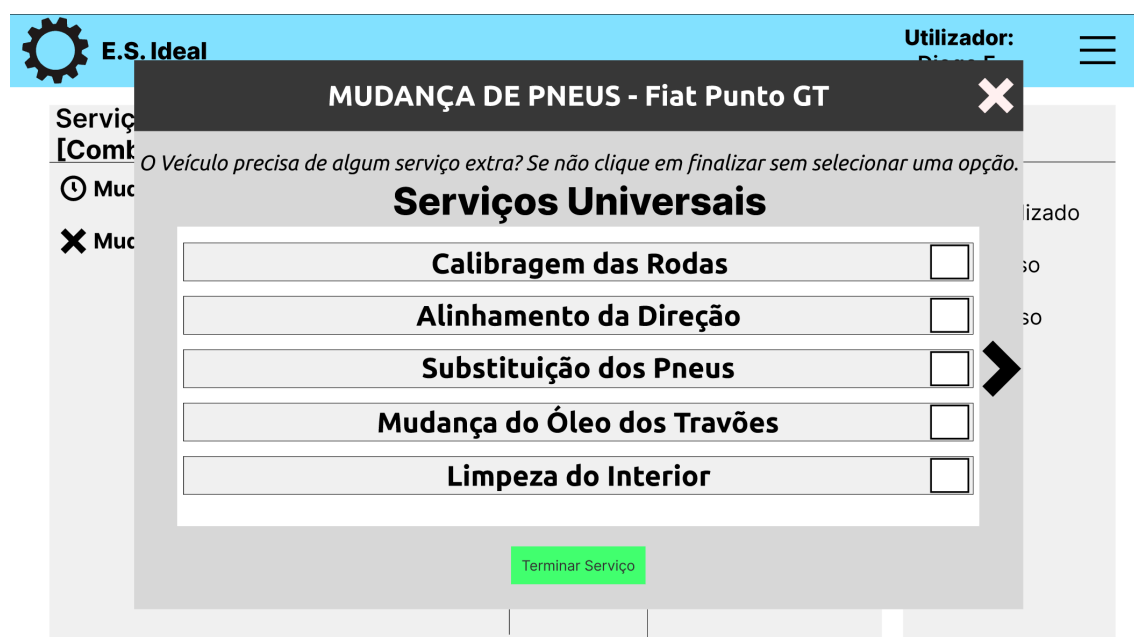 E.S. Ideal
Utilizador:
MUDANÇA DE PNEUS - Fiat Punto GT
O Veículo precisa de algum serviço extra? Se não clique em finalizar sem selecionar uma opção.
Serviços Universais
Calibragem das Rodas
Alinhamento da Direção
Substituição dos Pneus
Mudança do Óleo dos Travões
Limpeza do Interior
Terminar Serviço